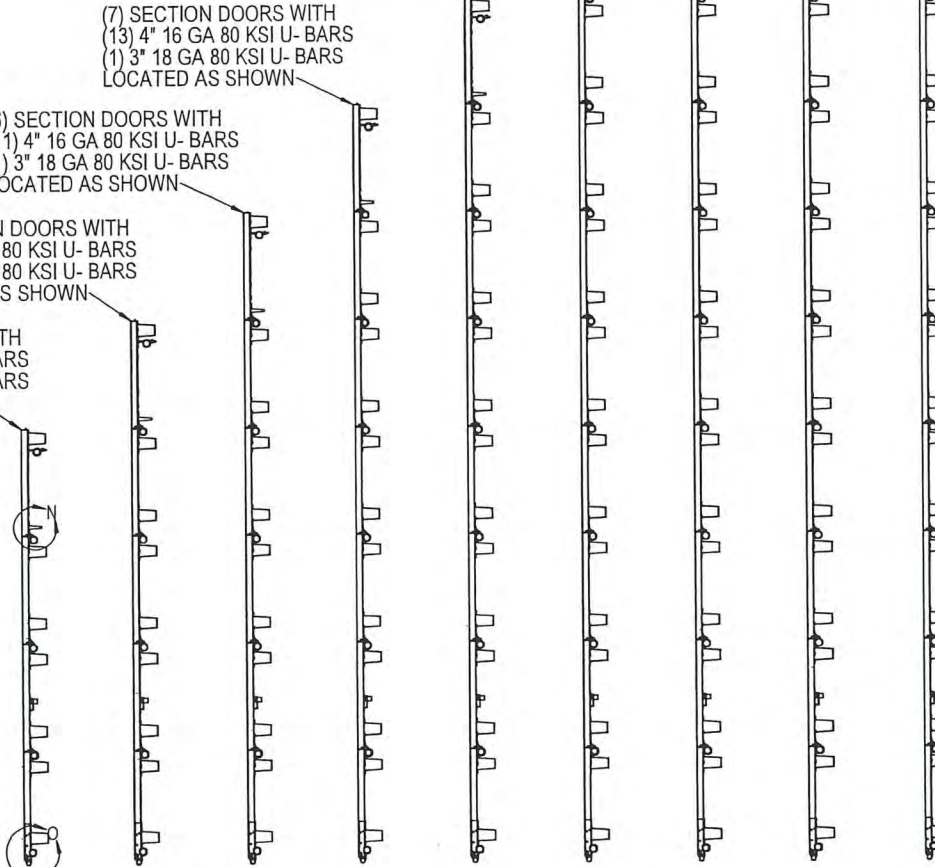 (7) SECTION DOORS WITH
(13) 4" 16 GA 80 KSI U- BARS
(1) 3" 18 GA 80 KSI U- BARS
LOCATED AS SHOWN
) SECTION DOORS WITH
1) 4" 16 GA 80 KSI U- BARS
) 3" 18 GA 80 KSI U- BARS
OCATED AS SHOWN
N DOORS WITH
80 KSI U- BARS
80 KSI U- BARS
S SHOWN
TH
ARS
ARS
N
O